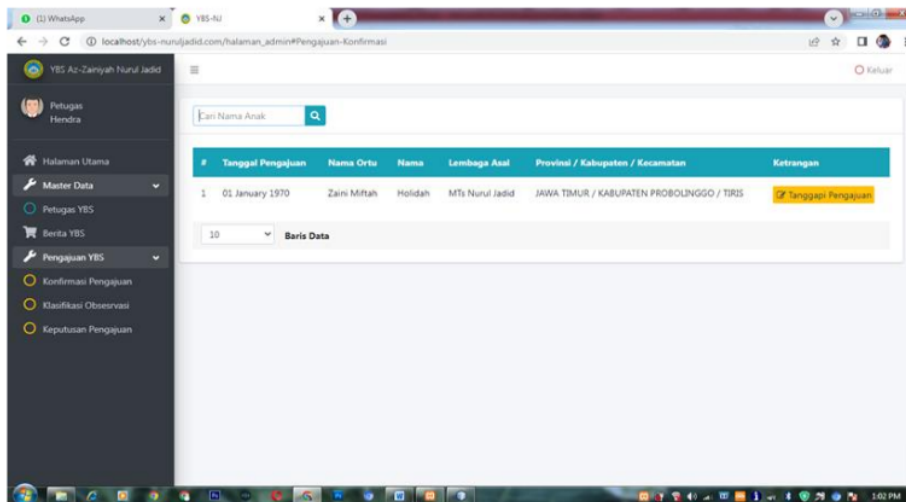 (1) WhatsApp
YBS-NJ
localhost/ybs-nuruljadid.com/halaman_admin#Pengajuan-Konfirmasi
YBS Az-Zainiyah Nurul Jadid
Keluar
Petugas
Hendra
Cari Nama Anak
Halaman Utama
Master Data
Petugas YBS
Berita YBS
Pengajuan YBS
Konfirmasi Pengajuan
Klasifikasi Obsesrvasi
Keputusan Pengajuan
# Tanggal Pengajuan Nama Ortu Nama Lembaga Asal Provinsi / Kabupaten / Kecamatan Ketrangan
1 01 January 1970 Zaini Miftah Holidah MTs Nurul Jadid JAWA TIMUR / KABUPATEN PROBOLINGGO / TIRIS Tanggapi Pengajuan
10 Baris Data
1:02 PM